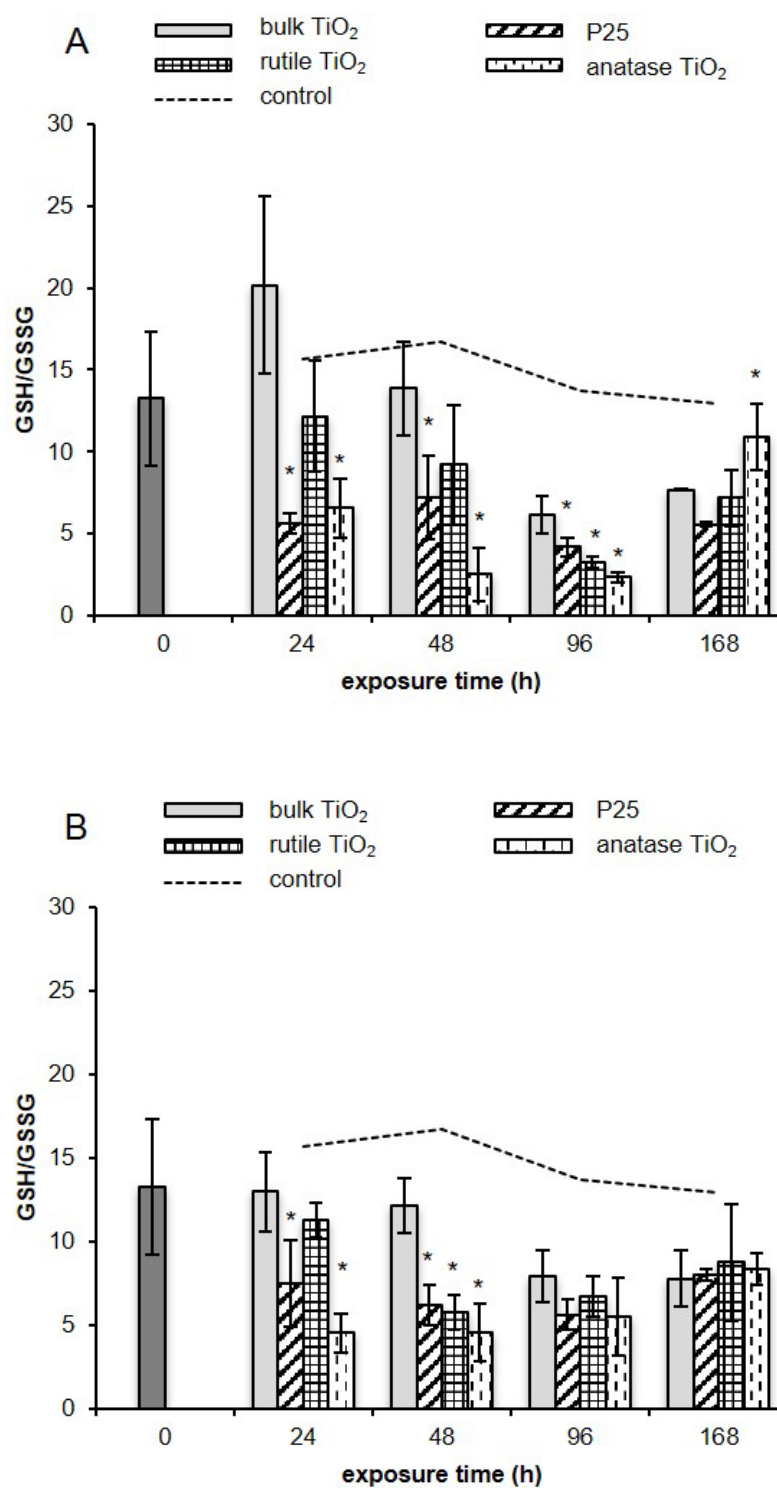 A
bulk TiO₂
P25
rutile TiO₂
anatase TiO₂
control
30
25
20
15
10
5
0
GSH/GSSG
* * * * * * * *
0 24 48 96 168
exposure time (h)
B
bulk TiO₂
P25
rutile TiO₂
anatase TiO₂
control
30
25
20
15
10
5
0
GSH/GSSG
* * * * *
0 24 48 96 168
exposure time (h)